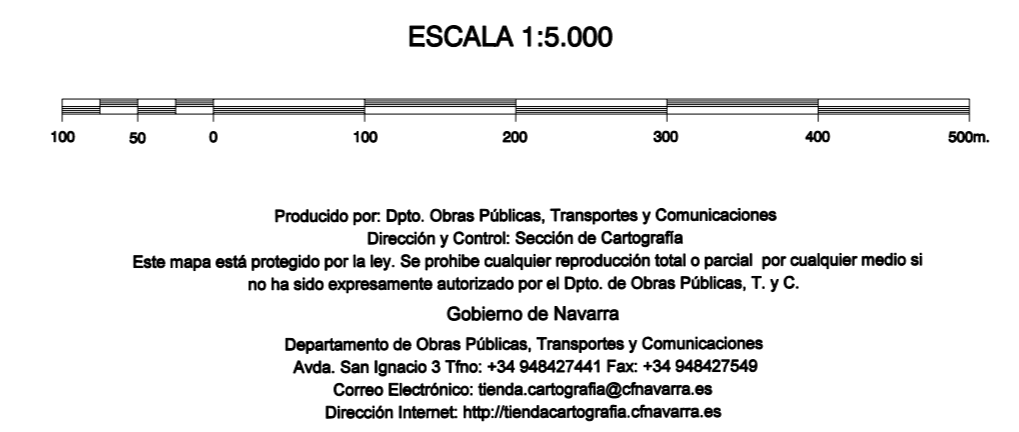 ESCALA 1:5.000
100 50 0 100 200 300 400 500m.
Producido por: Dpto. Obras Públicas, Transportes y Comunicaciones
Dirección y Control: Sección de Cartografía
Este mapa está protegido por la ley. Se prohibe cualquier reproducción total o parcial por cualquier medio si
no ha sido expresamente autorizado por el Dpto. de Obras Públicas, T. y C.
Gobierno de Navarra
Departamento de Obras Públicas, Transportes y Comunicaciones
Avda. San Ignacio 3 Tfno: +34 948427441 Fax: +34 948427549
Correo Electrónico: tienda.cartografia@cfnavarra.es
Dirección Internet: http://tiendacartografia.cfnavarra.es